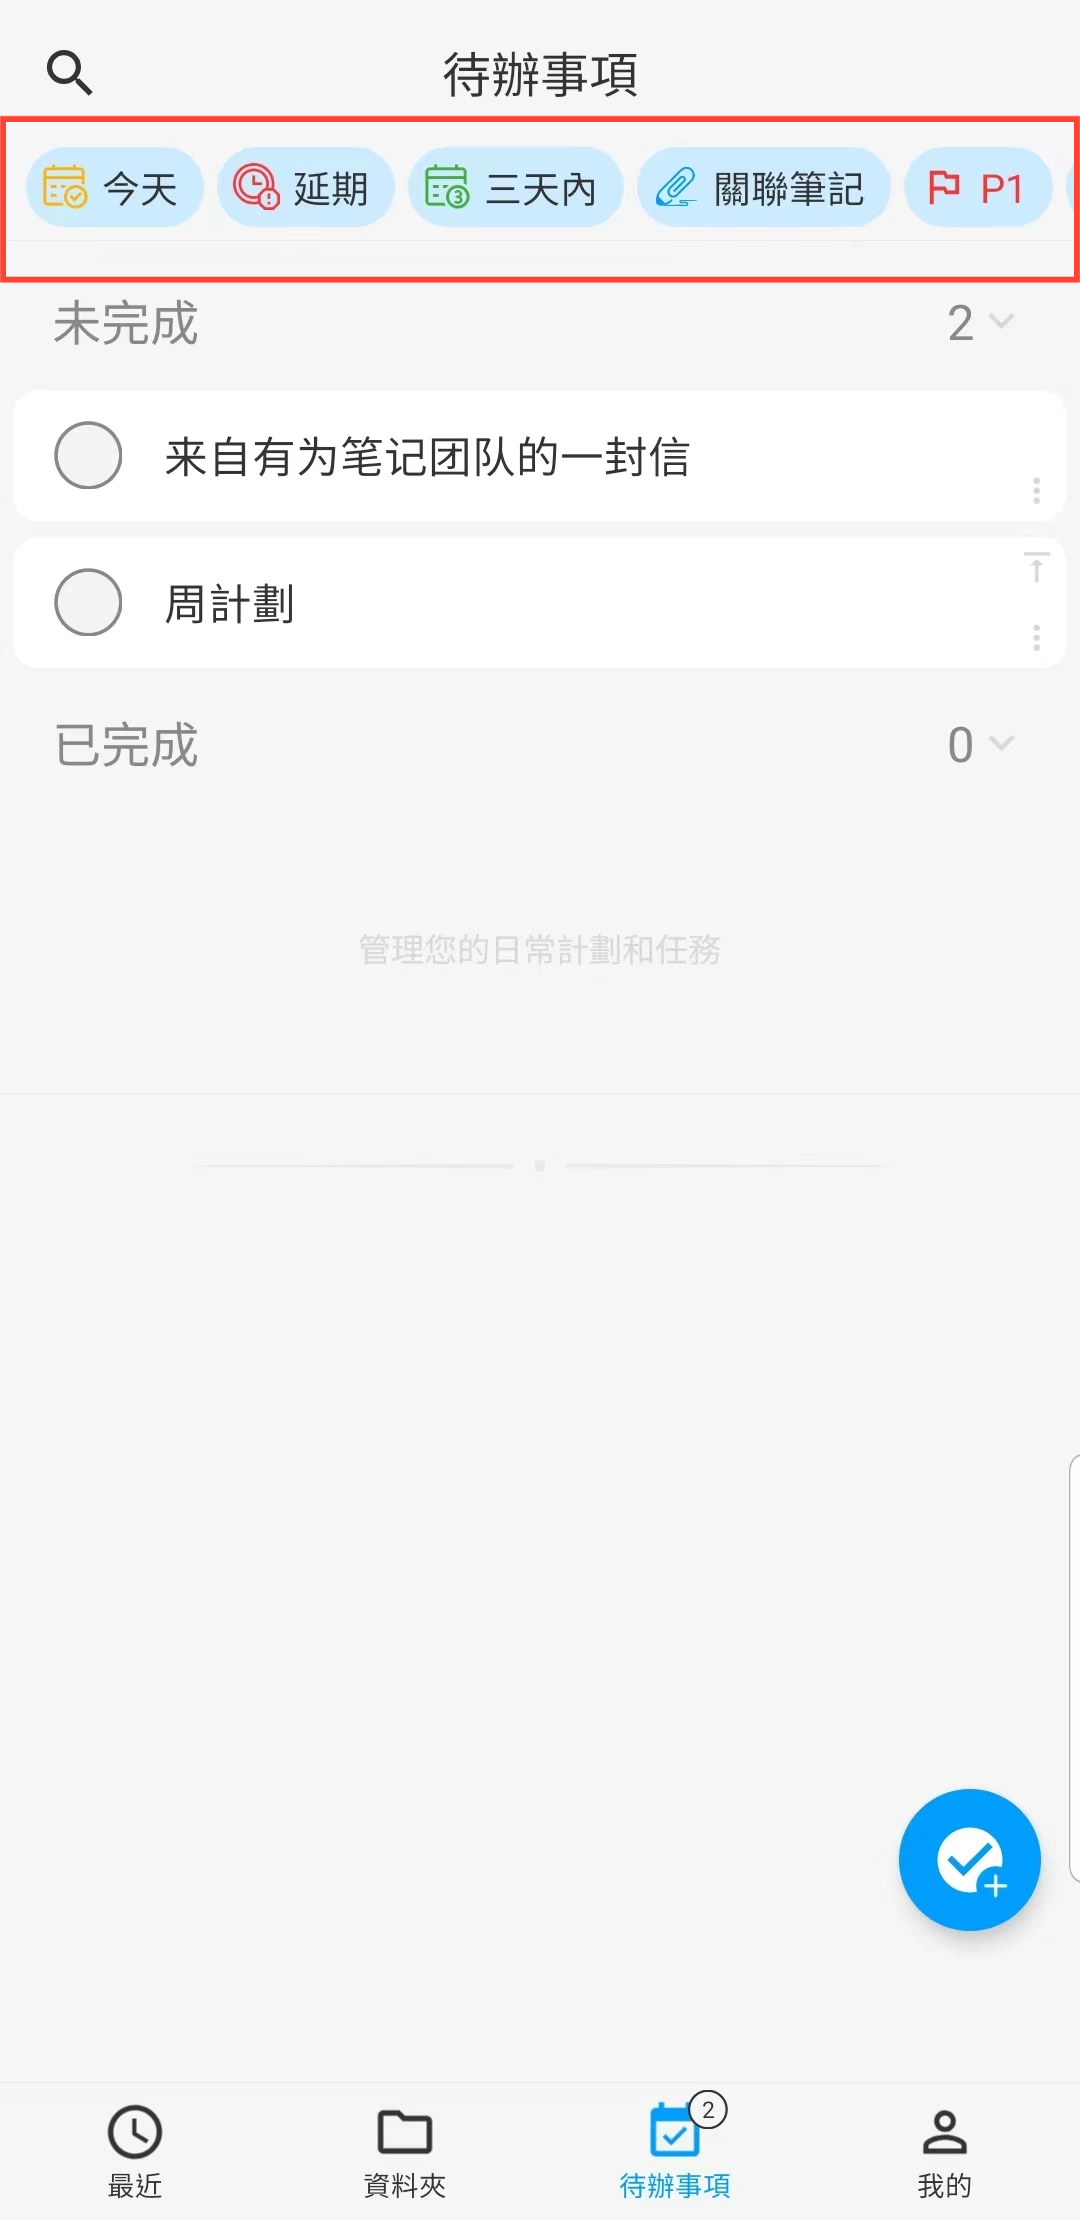 待辦事項
今天 延期 3 三天內 關聯筆記 P1
未完成 2
来自有为笔记团队的一封信
周計劃
已完成 0
管理您的日常計劃和任務
2
最近 資料夾 待辦事項 我的